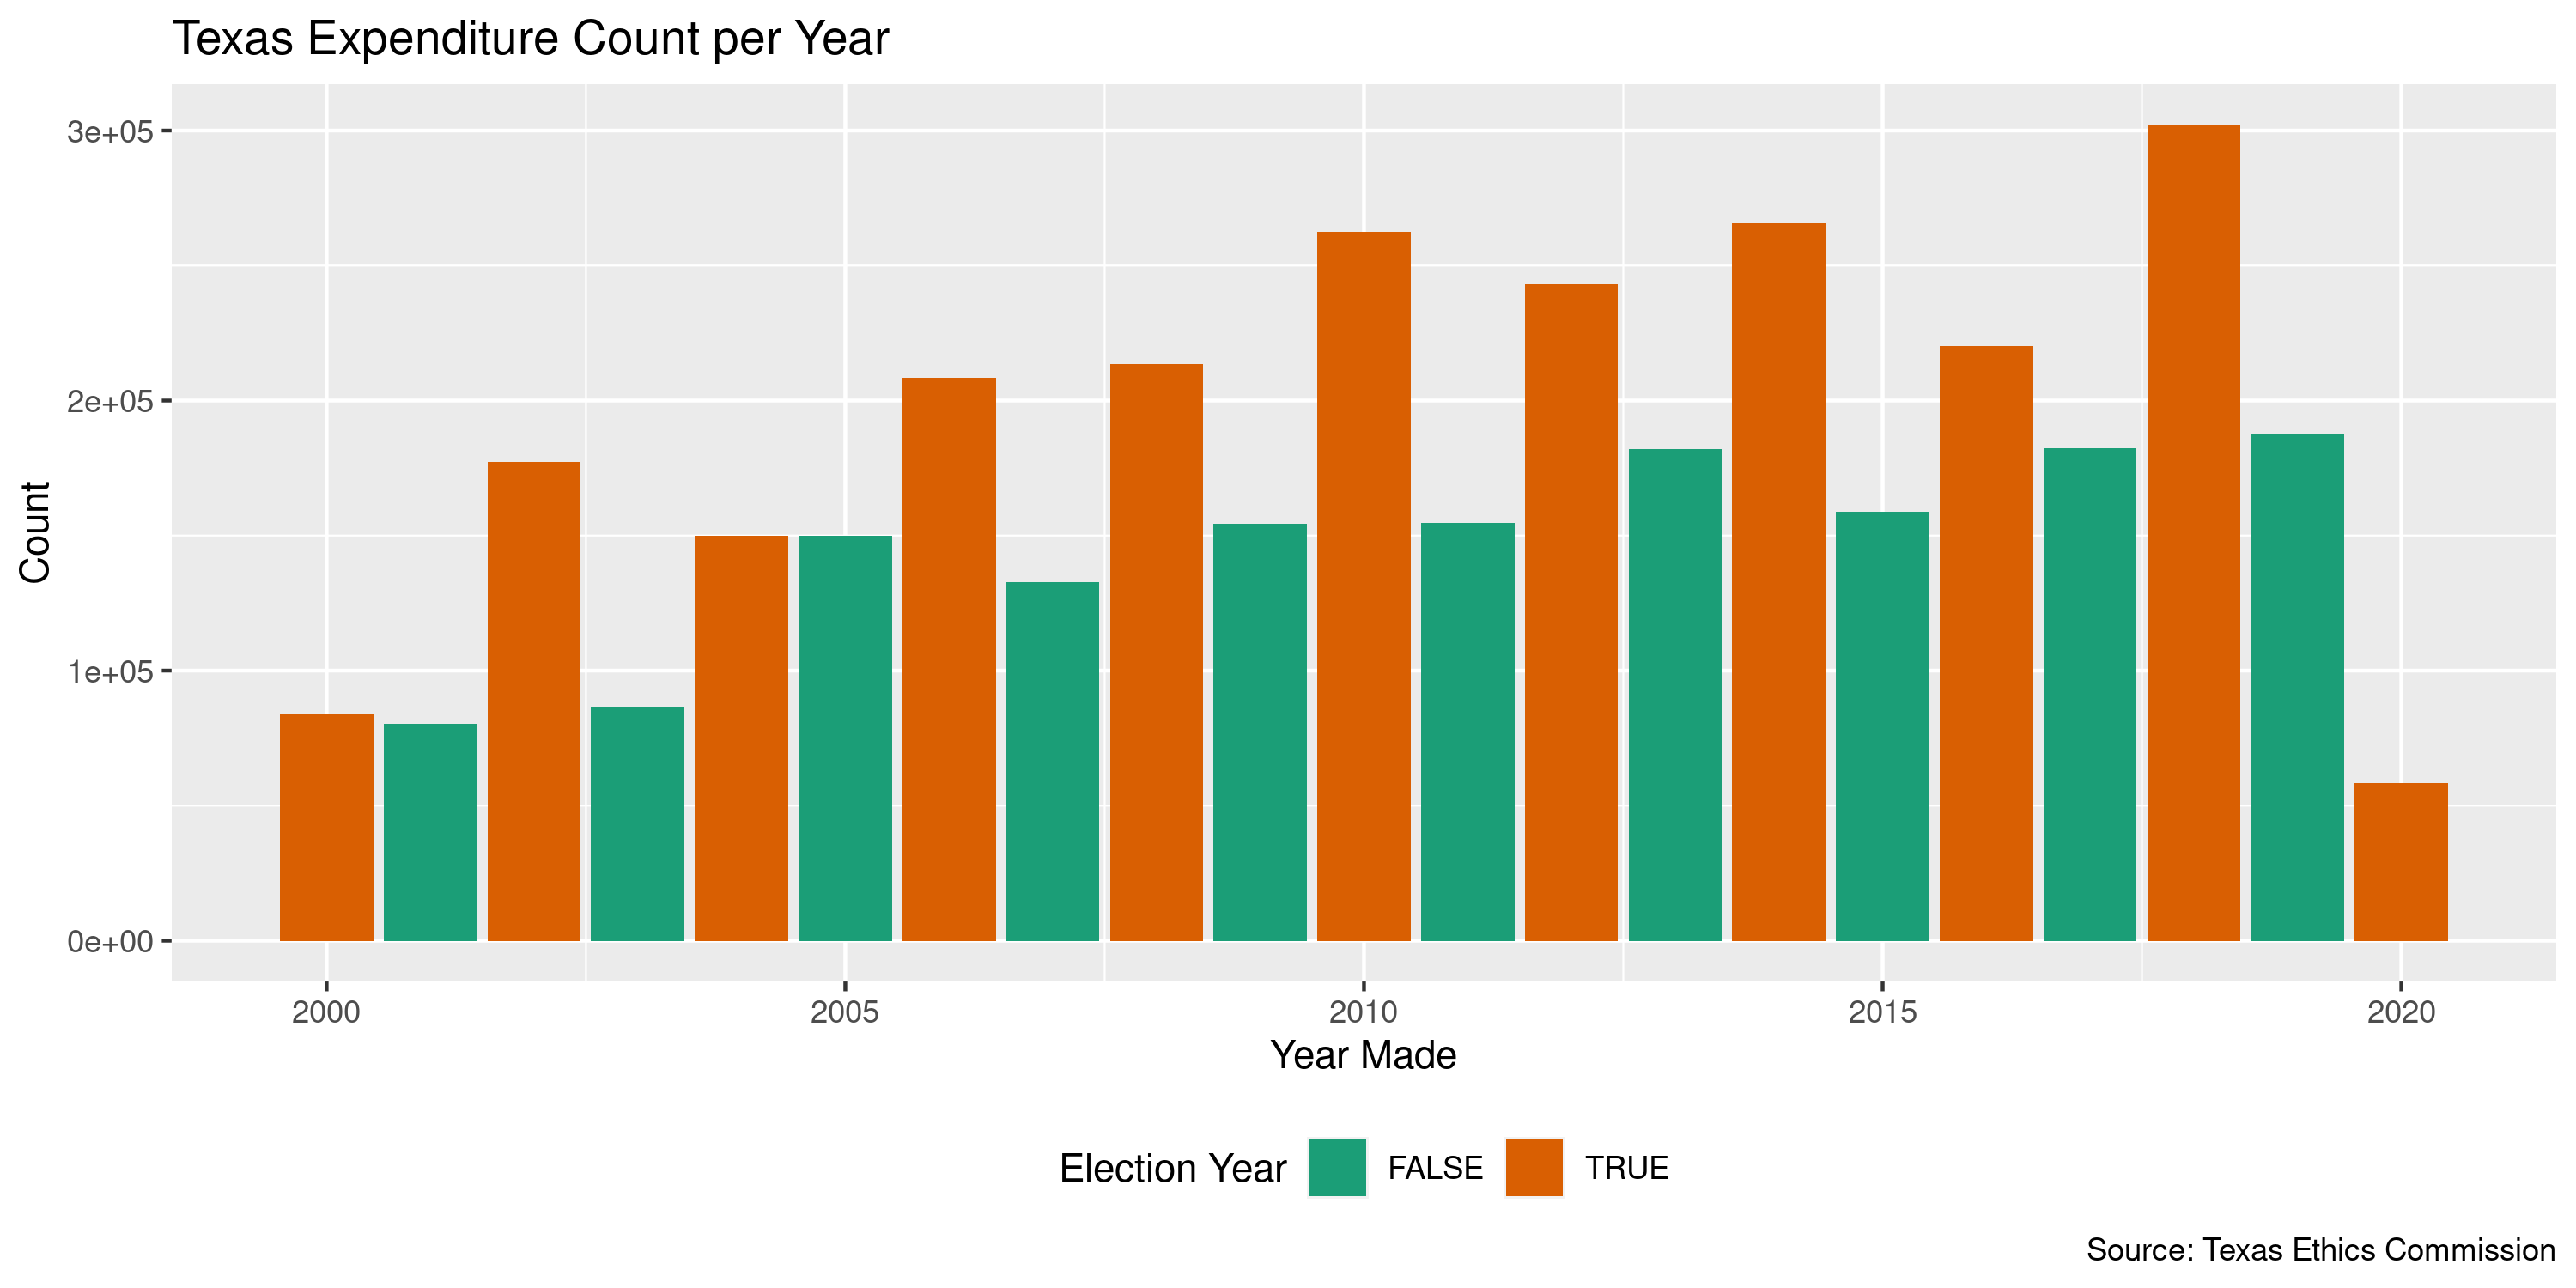 Texas Expenditure Count per Year
3e+05
2e+05
1e+05
0e+00
Count
2000 2005 2010 2015 2020
Year Made
Election Year FALSE TRUE
Source: Texas Ethics Commission